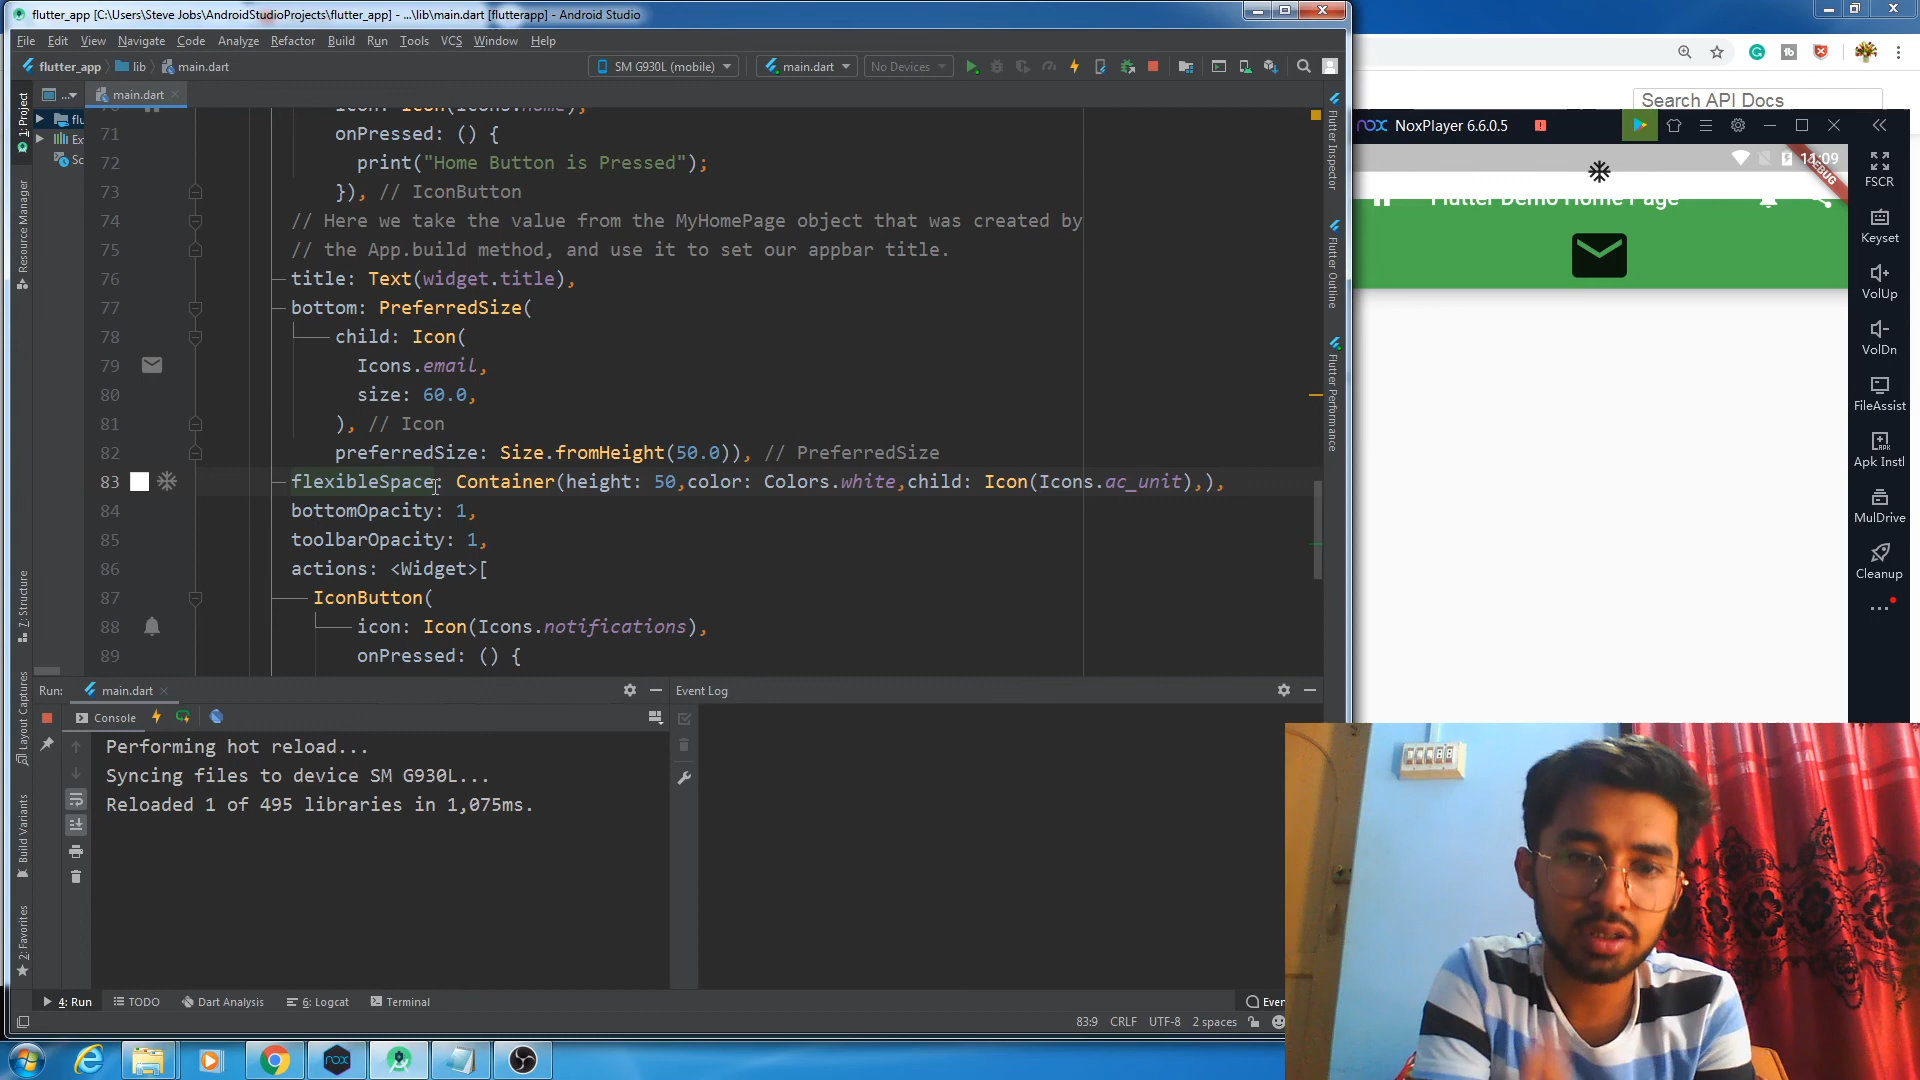 flutter_app [C:\Users\Steve Jobs\AndroidStudioProjects\flutter_app] - ...\lib\main.dart [flutterapp] - Android Studio
File Edit View Navigate Code Analyze Refactor Build Run Tools VCS Window Help
flutter_app lib main.dart SM G930L (mobile) main.dart No Devices
main.dart
71 onPressed: () {
72 print("Home Button is Pressed");
73 }), // IconButton
74 // Here we take the value from the MyHomePage object that was created by
75 // the App.build method, and use it to set our appbar title.
76 title: Text(widget.title),
77 bottom: PreferredSize(
78 child: Icon(
79 Icons.email,
80 size: 60.0,
81 ), // Icon
82 preferredSize: Size.fromHeight(50.0)), // PreferredSize
83 flexibleSpace: Container(height: 50,color: Colors.white,child: Icon(Icons.ac_unit),),
84 bottomOpacity: 1,
85 toolbarOpacity: 1,
86 actions: <Widget>[
87 IconButton(
88 icon: Icon(Icons.notifications),
89 onPressed: () {
1: Project
Resource Manager
7: Structure
Layout Captures
Build Variants
2: Favorites
Flutter Inspector
Flutter Outline
Flutter Performance
Run: main.dart
Console
Performing hot reload...
Syncing files to device SM G930L...
Reloaded 1 of 495 libraries in 1,075ms.
Event Log
4: Run TODO Dart Analysis 6: Logcat Terminal
83:9 CRLF UTF-8 2 spaces
Search API Docs
nox NoxPlayer 6.6.0.5
11:09
DEBUG
Flutter Demo Home Page
FSCR
Keyset
VolUp
VolDn
FileAssist
Apk Instl
MulDrive
Cleanup